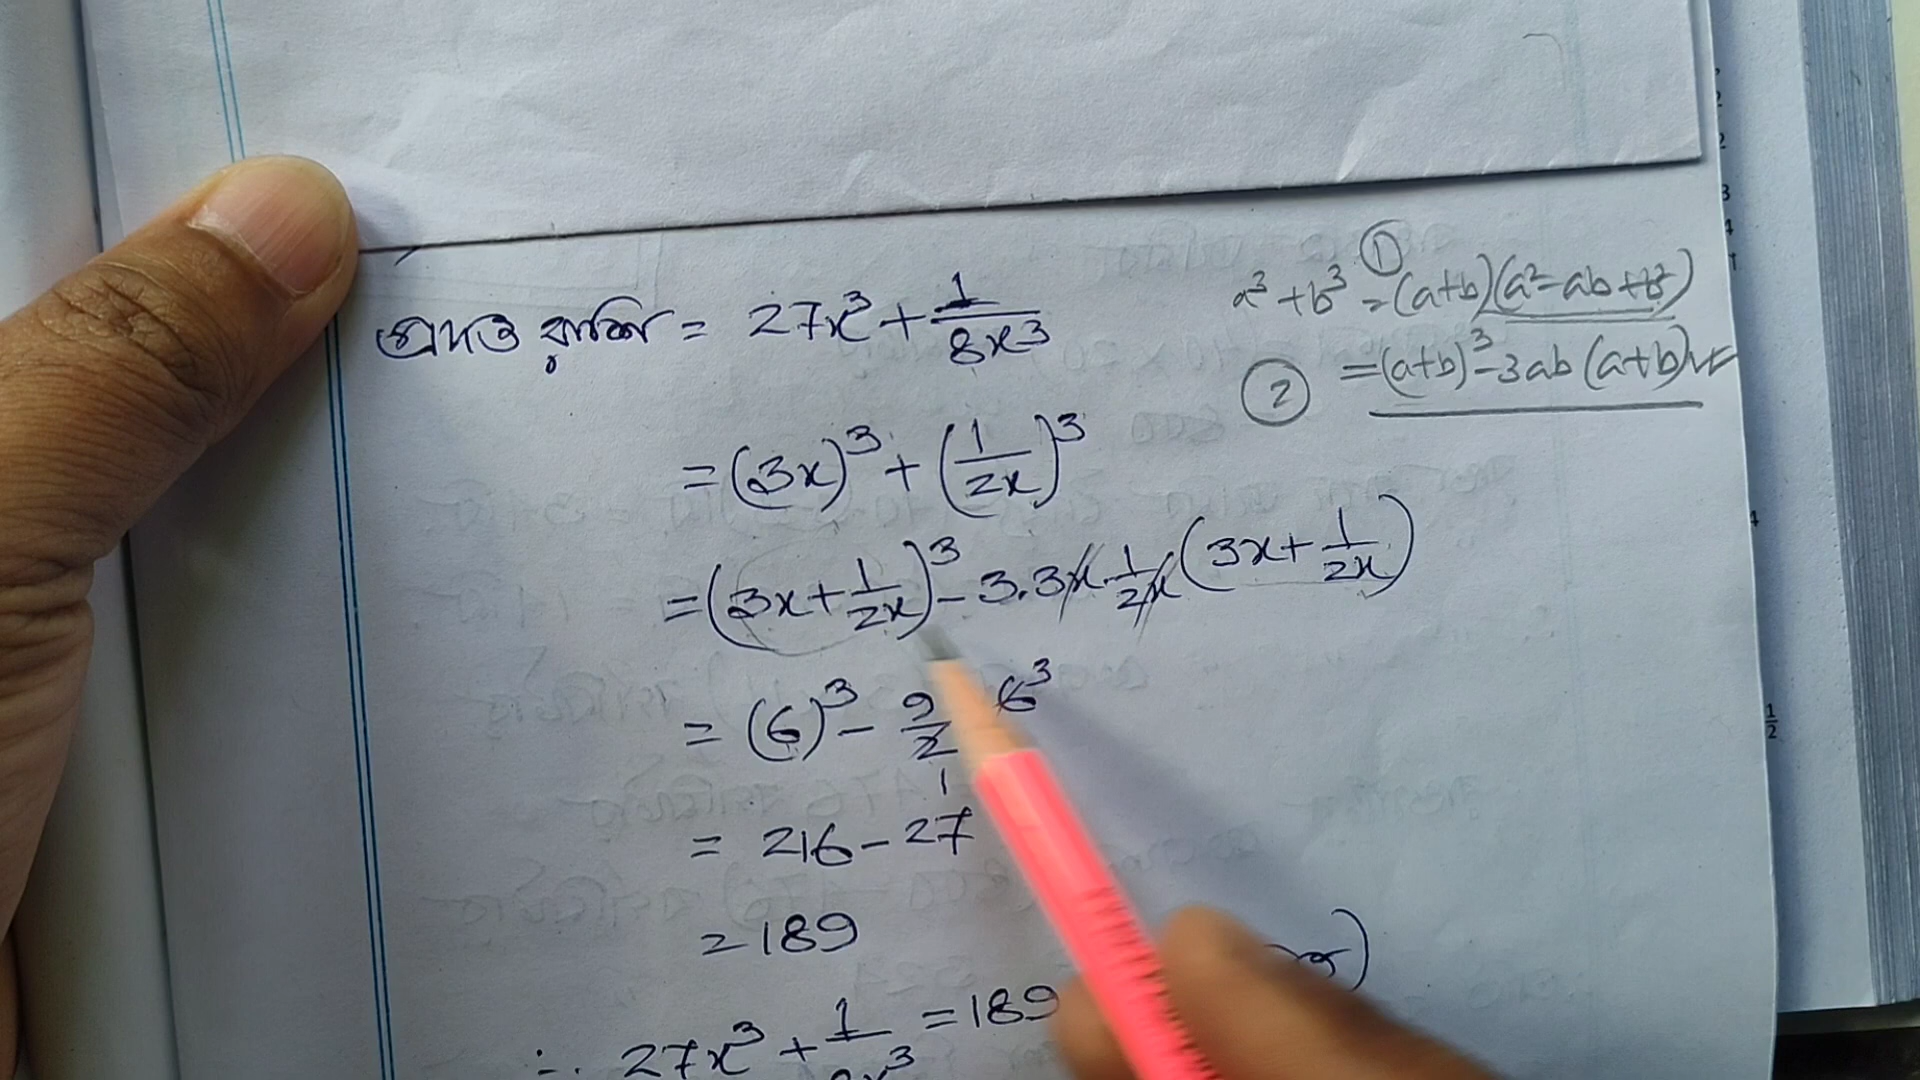 a³ + b³ = (a+b)(a²-ab+b²) ①
② = (a+b)³-3ab(a+b)
প্রদত্ত রাশি = 27x³ + 1/8x³
= (3x)³ + (1/2x)³
= (3x + 1/2x)³ - 3.3x.1/2x (3x + 1/2x)
= (6)³ - 9/2 6³
1
= 216 - 27
= 189
∴ 27x³ + 1/8x³ = 189